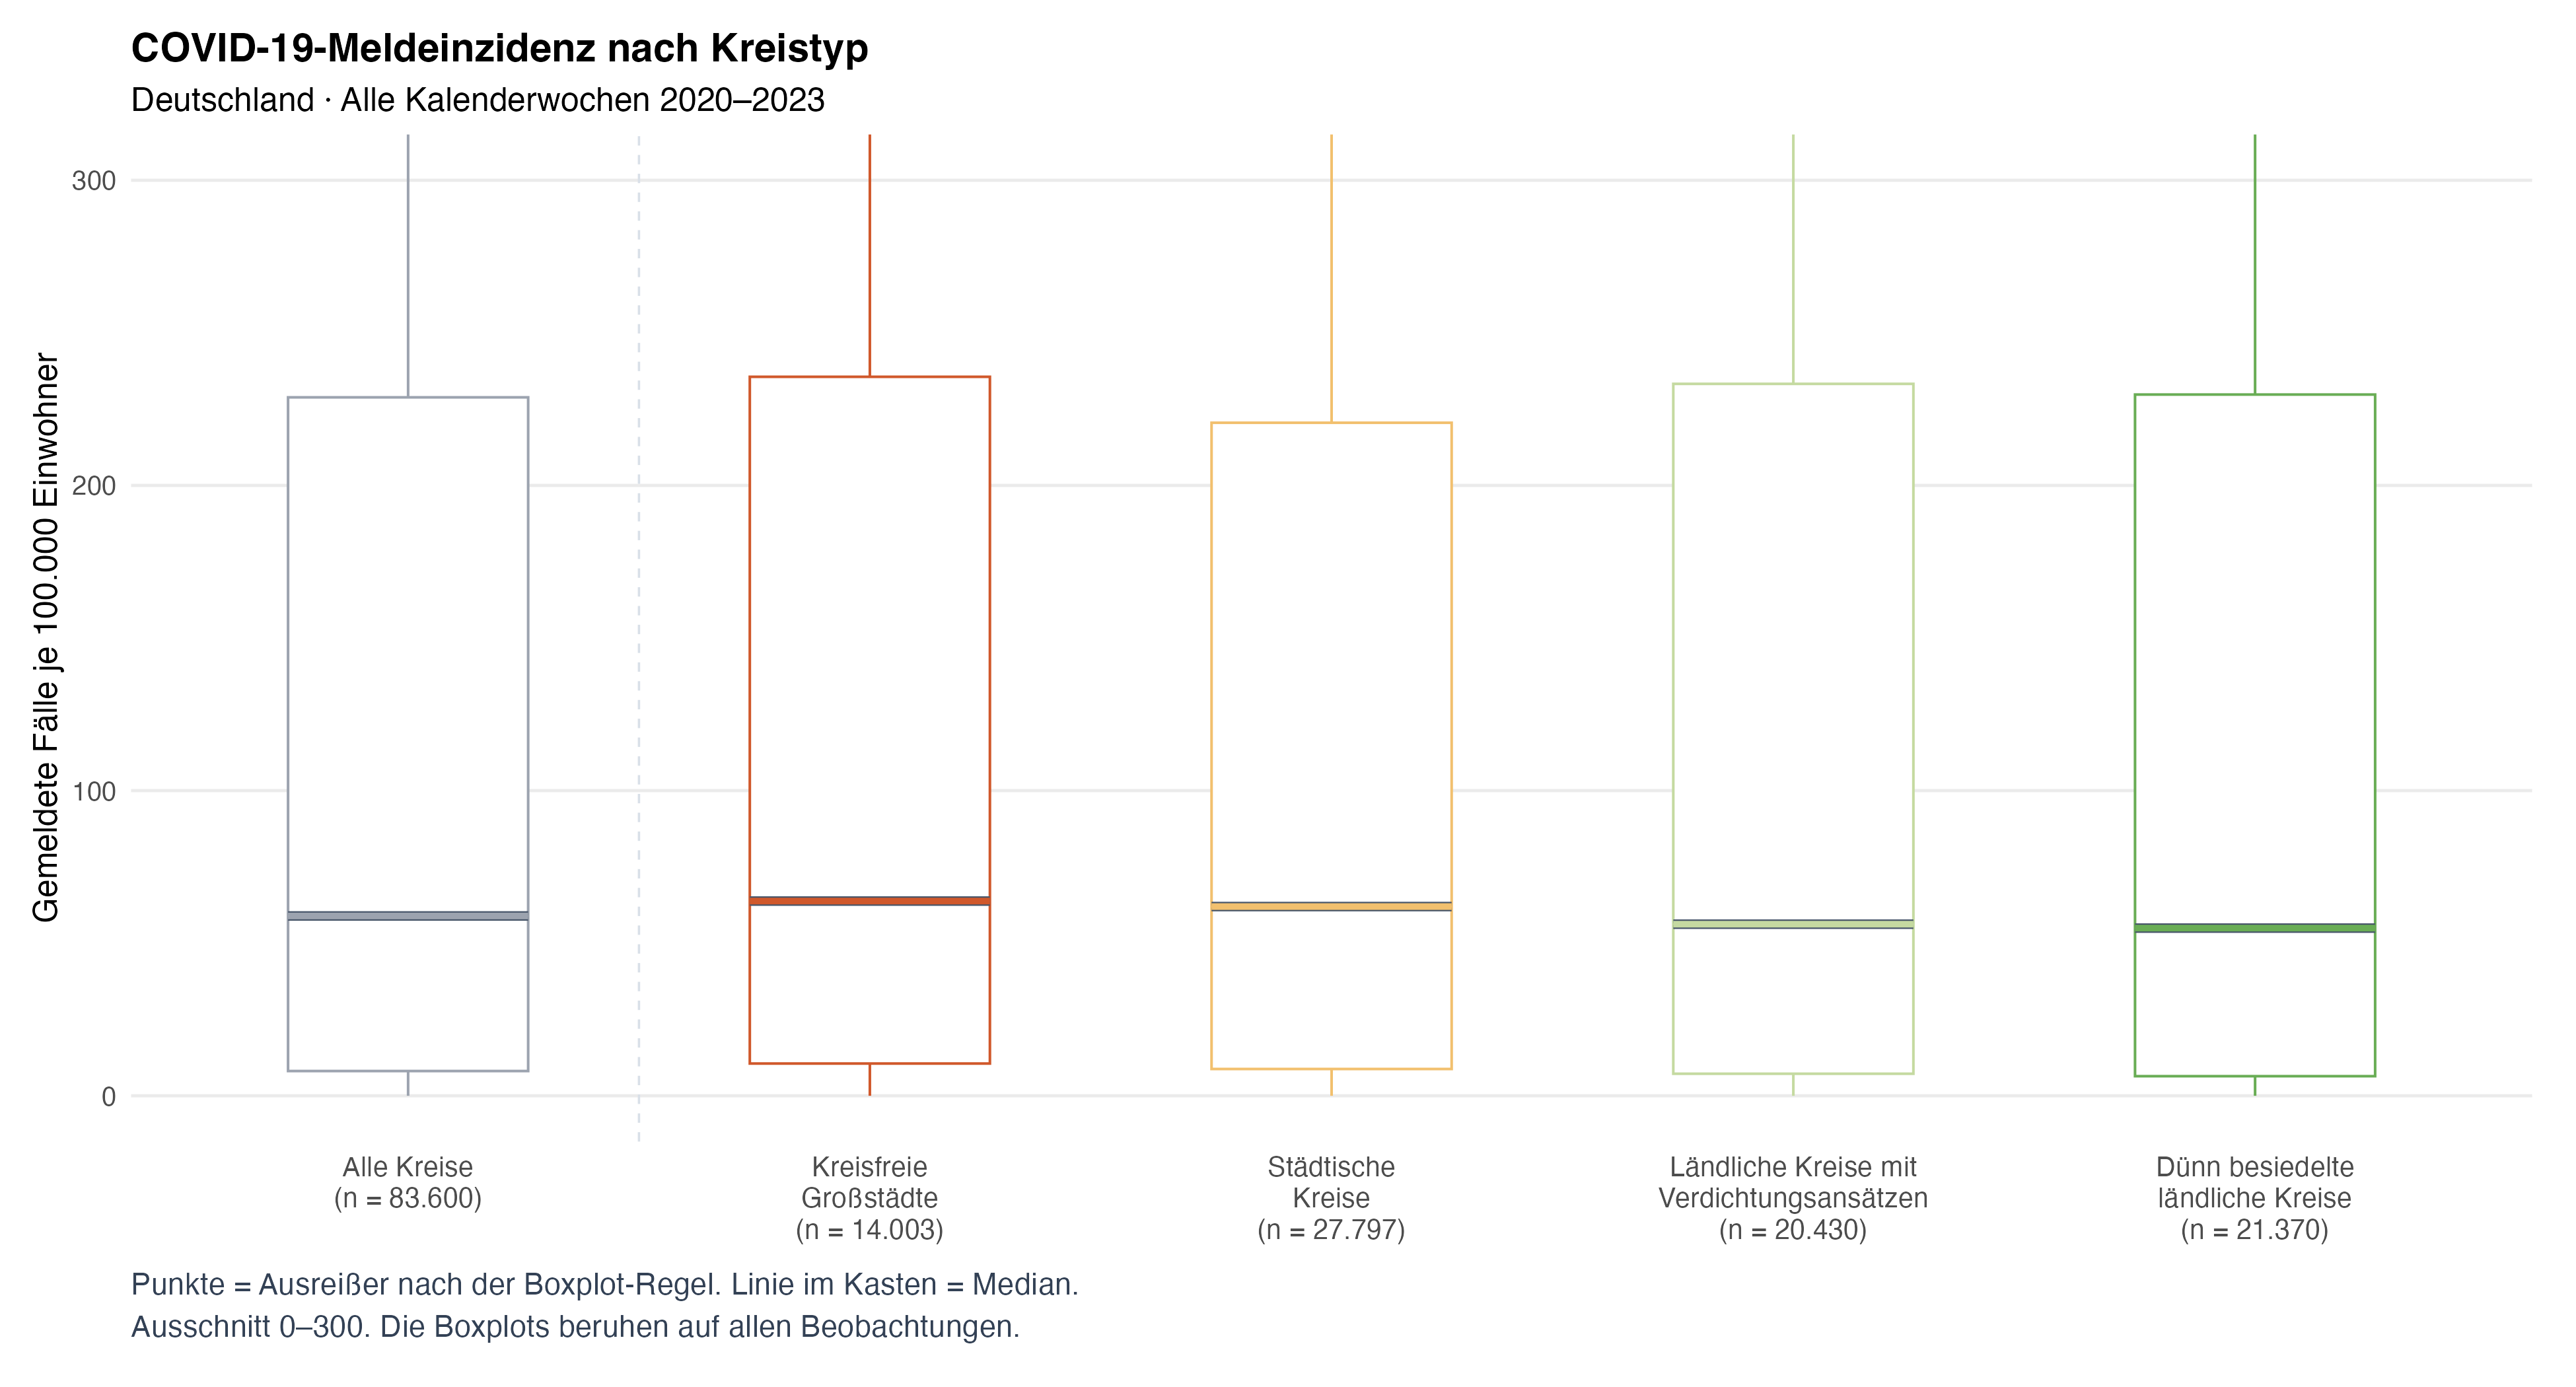 COVID-19-Meldeinzidenz nach Kreistyp
Deutschland · Alle Kalenderwochen 2020–2023
Gemeldete Fälle je 100.000 Einwohner
300
200
100
0
Alle Kreise
(n = 83.600)
Kreisfreie
Großstädte
(n = 14.003)
Städtische
Kreise
(n = 27.797)
Ländliche Kreise mit
Verdichtungsansätzen
(n = 20.430)
Dünn besiedelte
ländliche Kreise
(n = 21.370)
Punkte = Ausreißer nach der Boxplot-Regel. Linie im Kasten = Median.
Ausschnitt 0–300. Die Boxplots beruhen auf allen Beobachtungen.